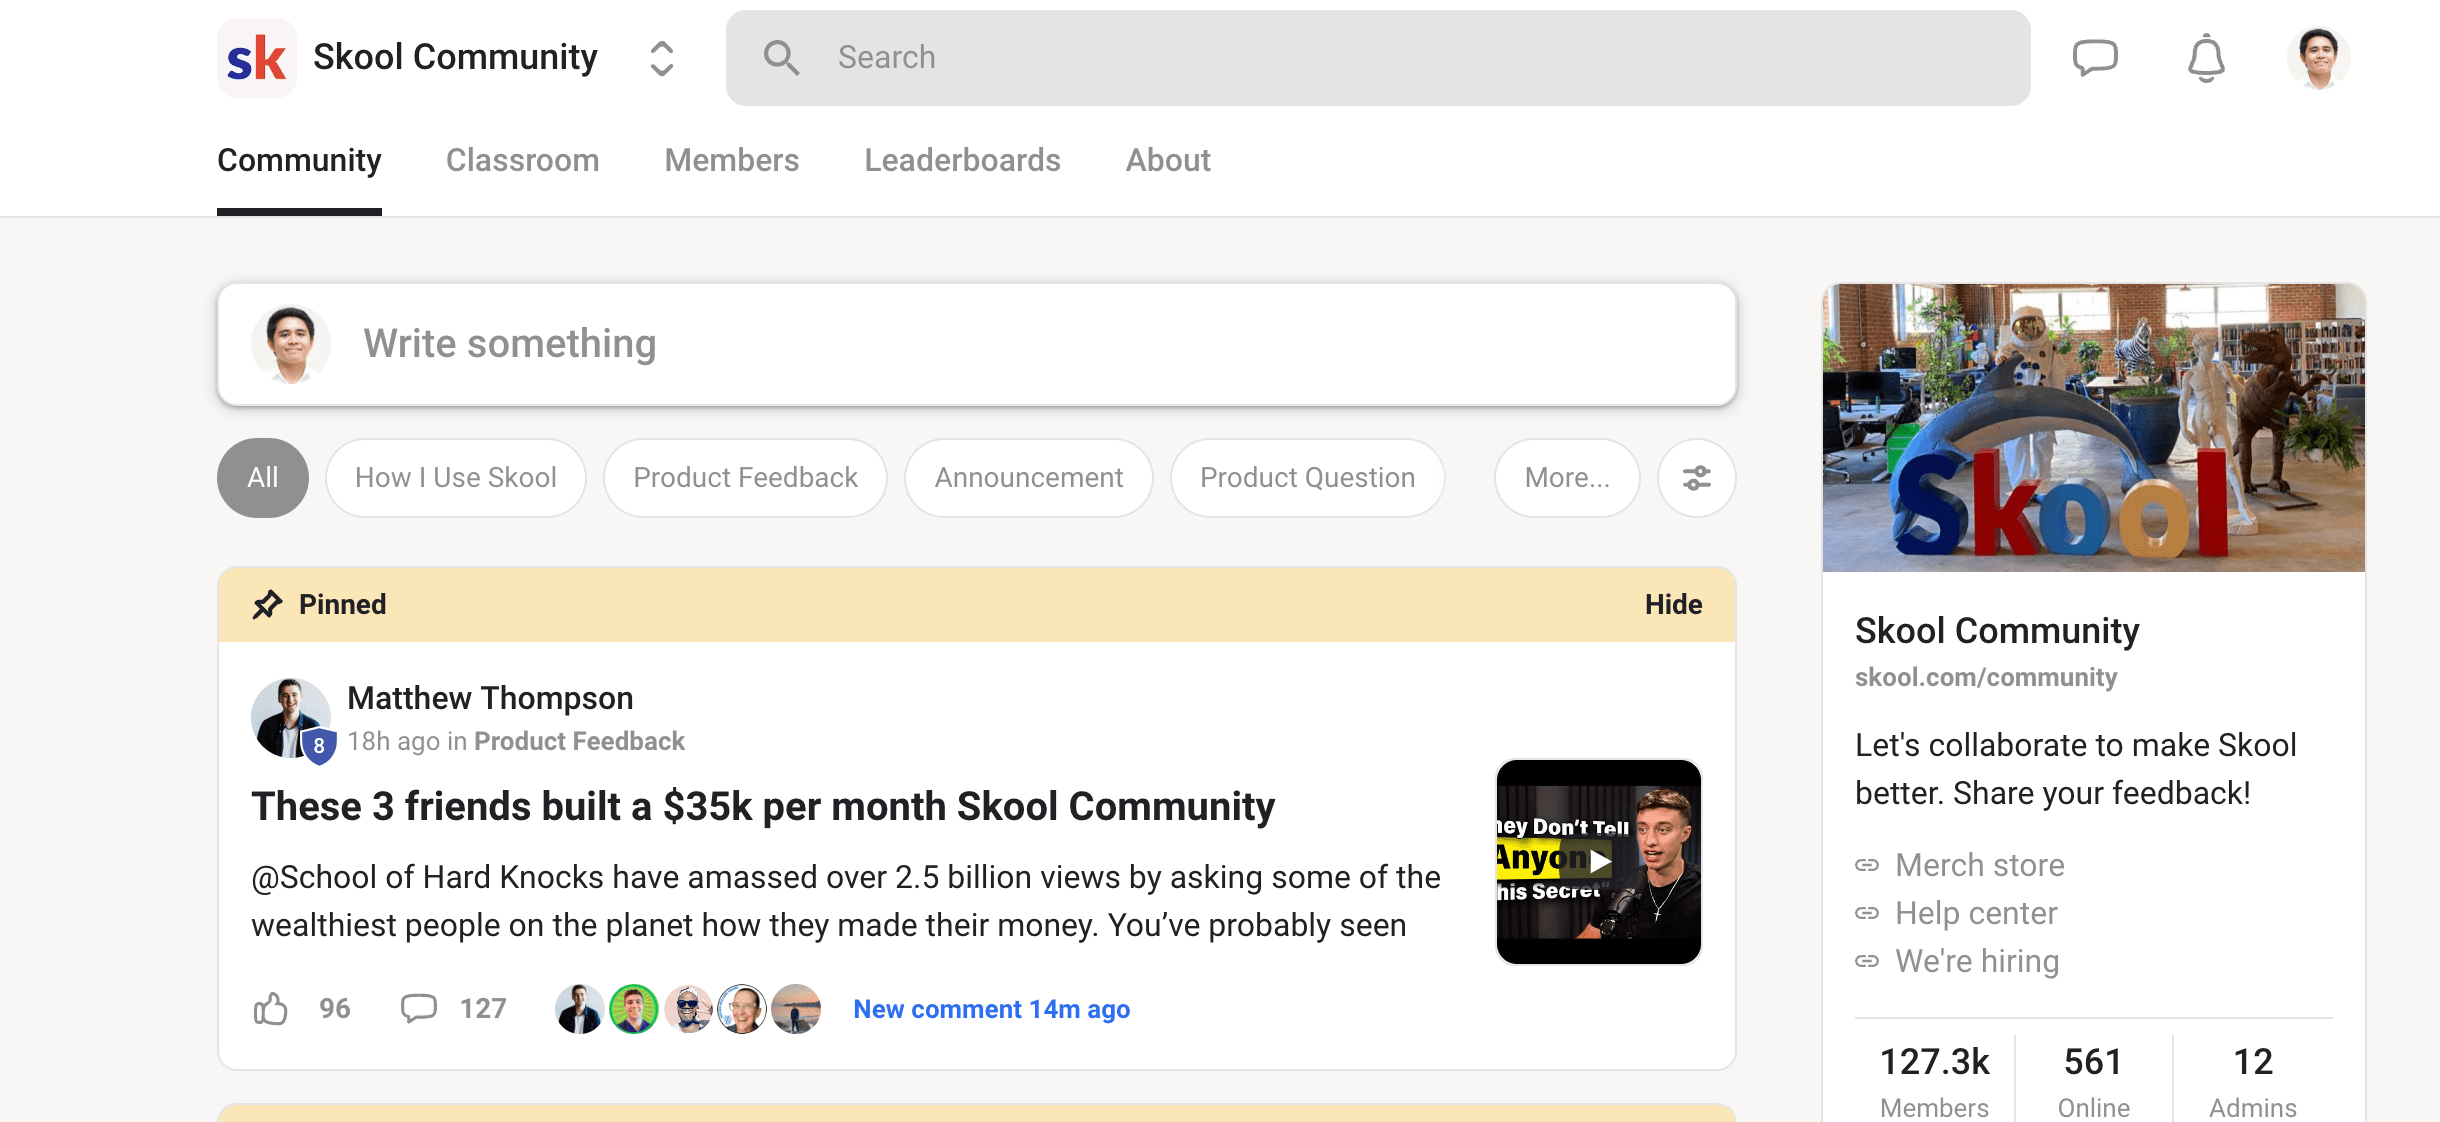 sk Skool Community
Search
Community Classroom Members Leaderboards About
Write something
All How I Use Skool Product Feedback Announcement Product Question More...
Pinned Hide
Matthew Thompson
8
18h ago in Product Feedback
These 3 friends built a $35k per month Skool Community
@School of Hard Knocks have amassed over 2.5 billion views by asking some of the
wealthiest people on the planet how they made their money. You’ve probably seen
hey Don’t Tell
Anyon
his Secret"
96 127 New comment 14m ago
Skool
Skool Community
skool.com/community
Let's collaborate to make Skool
better. Share your feedback!
Merch store
Help center
We're hiring
127.3k 561 12
Members Online Admins